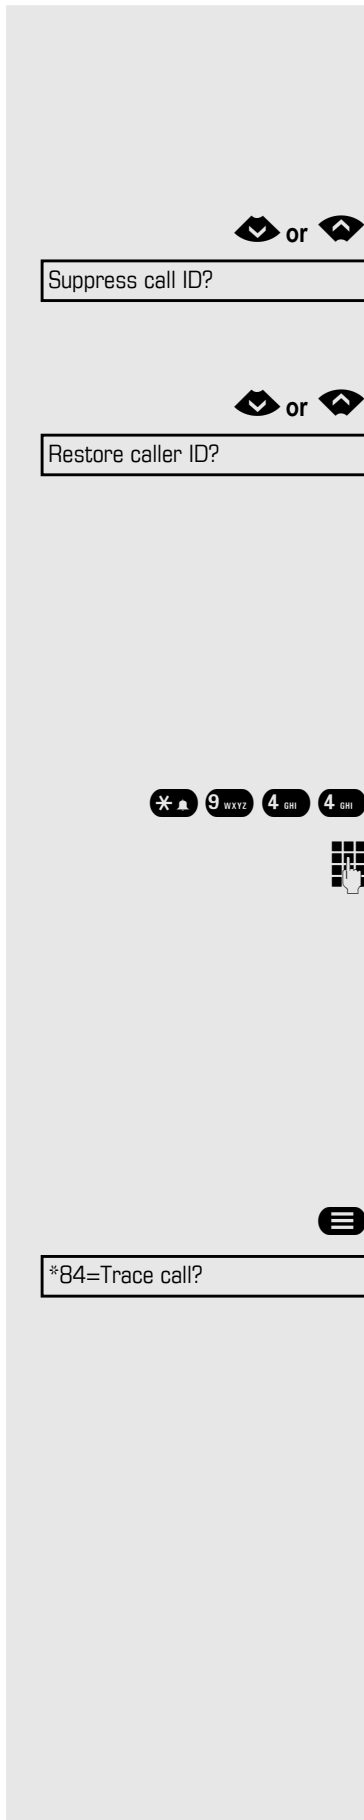 or
Suppress call ID?
or
Restore caller ID?
* 9 WXYZ 4 GHI 4 GHI
*84=Trace call?